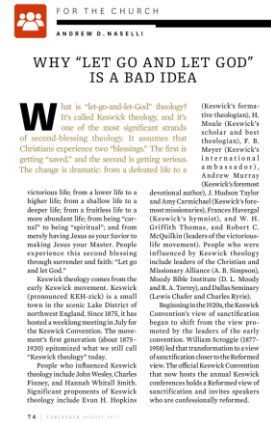 FOR THE CHURCH
ANDREW D. NASELLI
WHY "LET GO AND LET GOD"
IS A BAD IDEA
What is "let-go-and-let-God" theology?
It's called Keswick theology, and it's
one of the most significant strands
of second-blessing theology. It assumes that
Christians experience two "blessings." The first is
getting "saved," and the second is getting serious.
The change is dramatic: from a defeated life to a
victorious life; from a lower life to a
higher life; from a shallow life to a
deeper life; from a fruitless life to a
more abundant life; from being "car-
nal" to being "spiritual"; and from
merely having Jesus as your Savior to
making Jesus your Master. People
experience this second blessing
through surrender and faith: "Let go
and let God."
Keswick theology comes from the
early Keswick movement. Keswick
(pronounced KEH-zick) is a small
town in the scenic Lake District of
northwest England. Since 1875, it has
hosted a weeklong meeting in July for
the Keswick Convention. The move-
ment's first generation (about 1875–
1920) epitomized what we still call
"Keswick theology" today.
People who influenced Keswick
theology include John Wesley, Charles
Finney, and Hannah Whitall Smith.
Significant proponents of Keswick
theology include Evan H. Hopkins
(Keswick's forma-
tive theologian), H.
Moule (Keswick's
scholar and best
theologian), F. B.
Meyer (Keswick's
international
ambassador),
Andrew Murray
(Keswick's foremost
devotional author), J. Hudson Taylor
and Amy Carmichael (Keswick's fore-
most missionaries), Frances Havergal
(Keswick's hymnist), and W. H.
Griffith Thomas, and Robert C.
McQuilkin (leaders of the victorious-
life movement). People who were
influenced by Keswick theology
include leaders of the Christian and
Missionary Alliance (A. B. Simpson),
Moody Bible Institute (D. L. Moody
and R. A. Torrey), and Dallas Seminary
(Lewis Chafer and Charles Ryrie).
Beginning in the 1920s, the Keswick
Convention's view of sanctification
began to shift from the view pro-
moted by the leaders of the early
convention. William Scroggie (1877–
1958) led that transformation to a view
of sanctification closer to the Reformed
view. The official Keswick Convention
that now hosts the annual Keswick
conferences holds a Reformed view of
sanctification and invites speakers
who are confessionally reformed.
74 TABLETALK AUGUST 2017